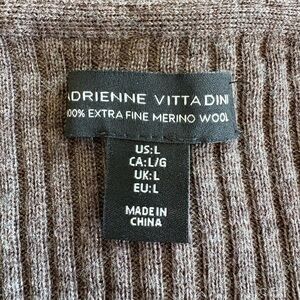 ADRIENNE VITTADINI
100% EXTRA FINE MERINO WOOL
US:L
CA:L/G
UK:L
EU:L
MADE IN
CHINA